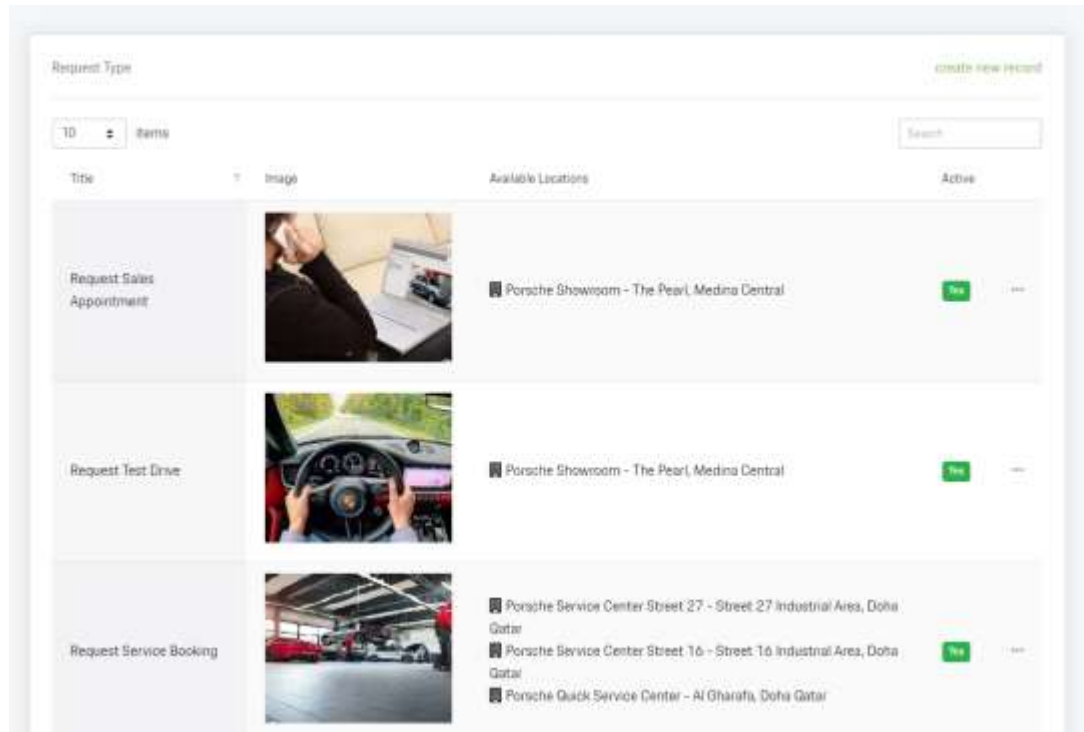 Request Type
create new record
10 items
Search
Title
Image
Available Locations
Active
Request Sales
Appointment
Porsche Showroom - The Pearl, Medina Central
Yes
Request Test Drive
Porsche Showroom - The Pearl, Medina Central
Yes
Request Service Booking
Porsche Service Center Street 27 - Street 27 Industrial Area, Doha
Qatar
Porsche Service Center Street 16 - Street 16 Industrial Area, Doha
Qatar
Porsche Quick Service Center - Al Gharafa, Doha Qatar
Yes